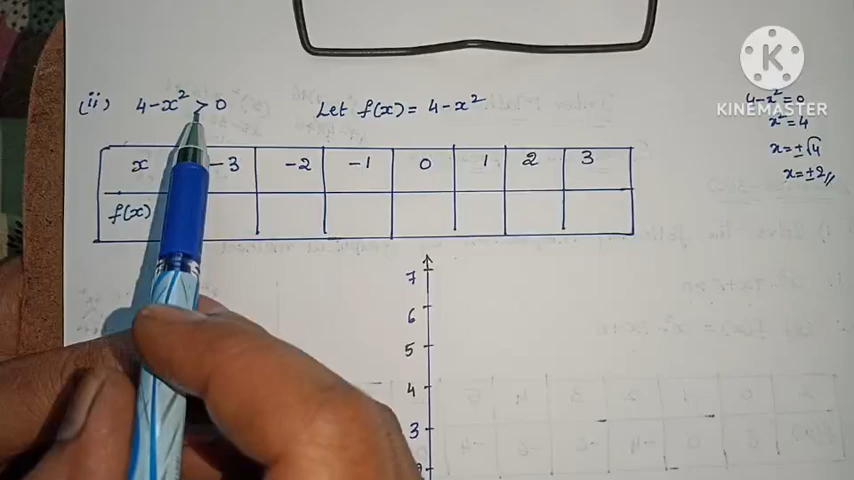 (ii) 4-x² > 0 Let f(x) = 4-x²
x -3 -2 -1 0 1 2 3
f(x)
7
6
5
4
3
4-x²=0
x²=4
x=±√4
x=±2//
K
KINEMASTER